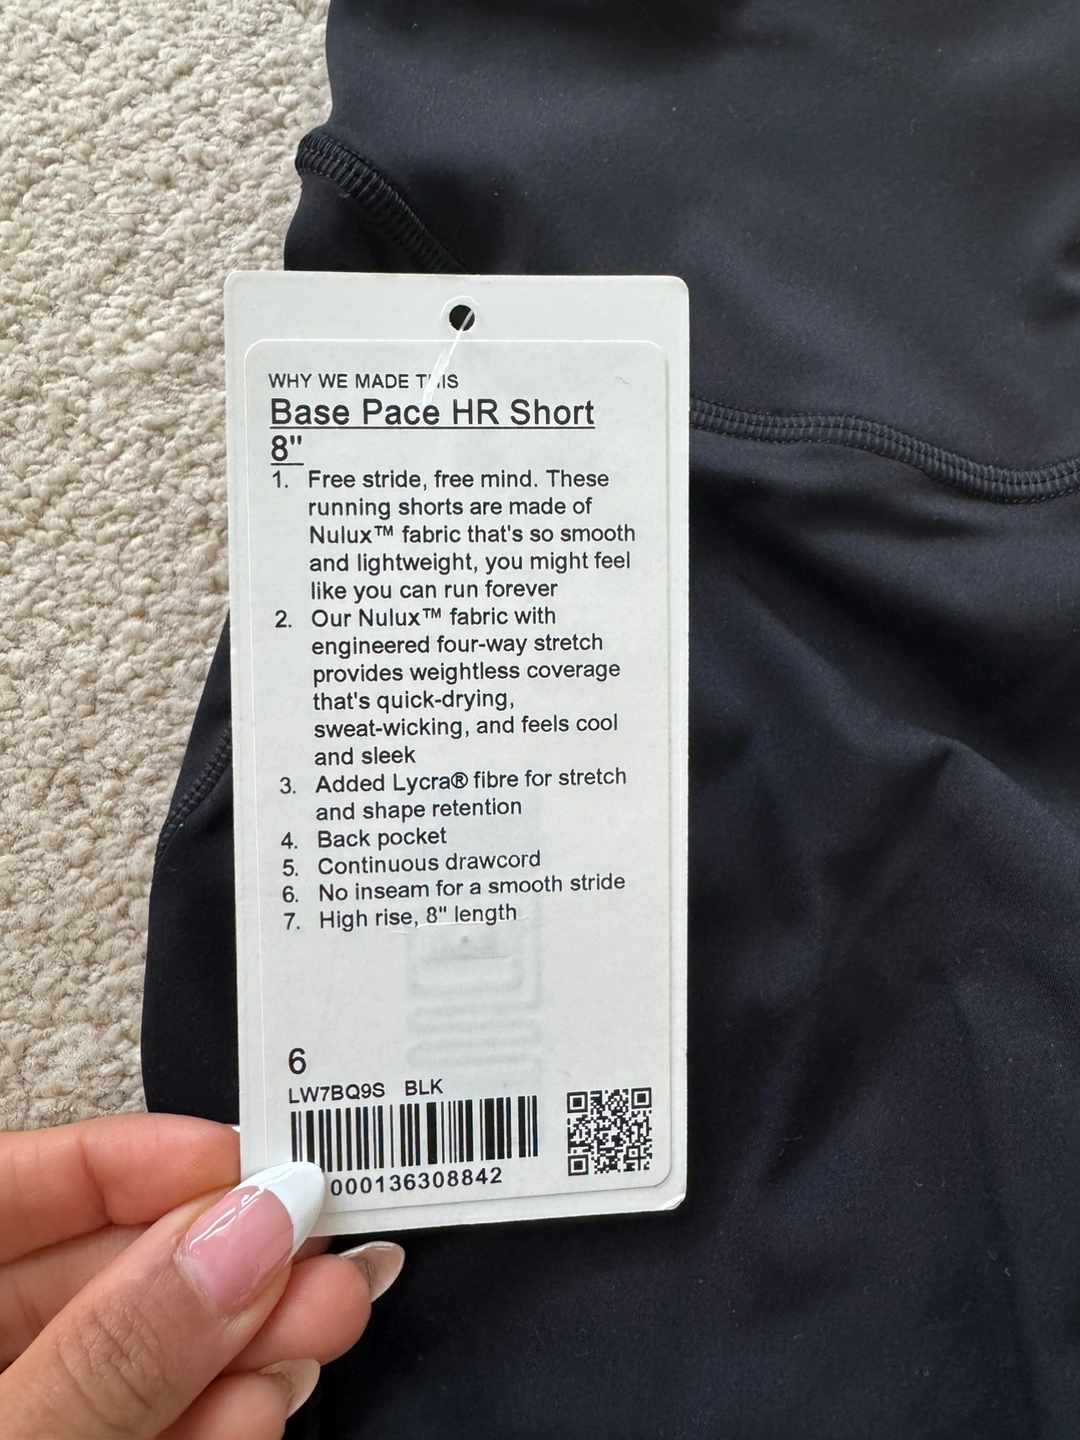 WHY WE MADE THIS
Base Pace HR Short
8"
1. Free stride, free mind. These
running shorts are made of
Nulux™ fabric that's so smooth
and lightweight, you might feel
like you can run forever
2. Our Nulux™ fabric with
engineered four-way stretch
provides weightless coverage
that's quick-drying,
sweat-wicking, and feels cool
and sleek
3. Added Lycra® fibre for stretch
and shape retention
4. Back pocket
5. Continuous drawcord
6. No inseam for a smooth stride
7. High rise, 8" length
6
LW7BQ9S BLK
000136308842